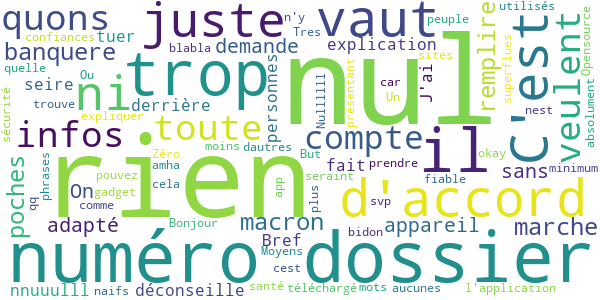 quons
juste
vaut
n'y
peuple
utilisés
confiances
tuer
Tres
banquere
blabla
demande
explication
sites
remplire
c'est
veulent
quelle
Ou
trop
nul
Nullllll
présentant
J'ai
superflues
Opensource
seire
ni
derrière
personnes
car
Un
absolument
sécurité
trouve
expliquer
infos
toute
compte
il
nest
poches
phrases
Zéro
moins
dautres
But
fait
prendre
okay
sans
minimum
rien
amha
pouvez
cela
app
seraint
plus
fiable
qq
On
gadget
comme
svp
d'accord
adapté
Bonjour
macron
bidon
appareil
marche
Bref
numéro
dossier
Moyens
cest
nnuuulll
naifs
déconseille
santé
téléchargé
mots
aucunes
l'application